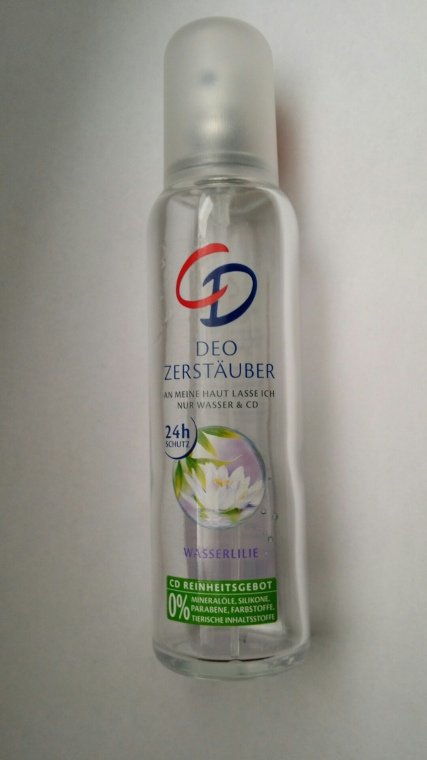 CD
DEO
ZERSTÄUBER
AN MEINE HAUT LASSE ICH
NUR WASSER & CD
24h
SCHUTZ
WASSERLILIE
CD REINHEITSGEBOT
0% MINERALÖLE, SILIKONE,
PARABENE, FARBSTOFFE,
TIERISCHE INHALTSSTOFFE